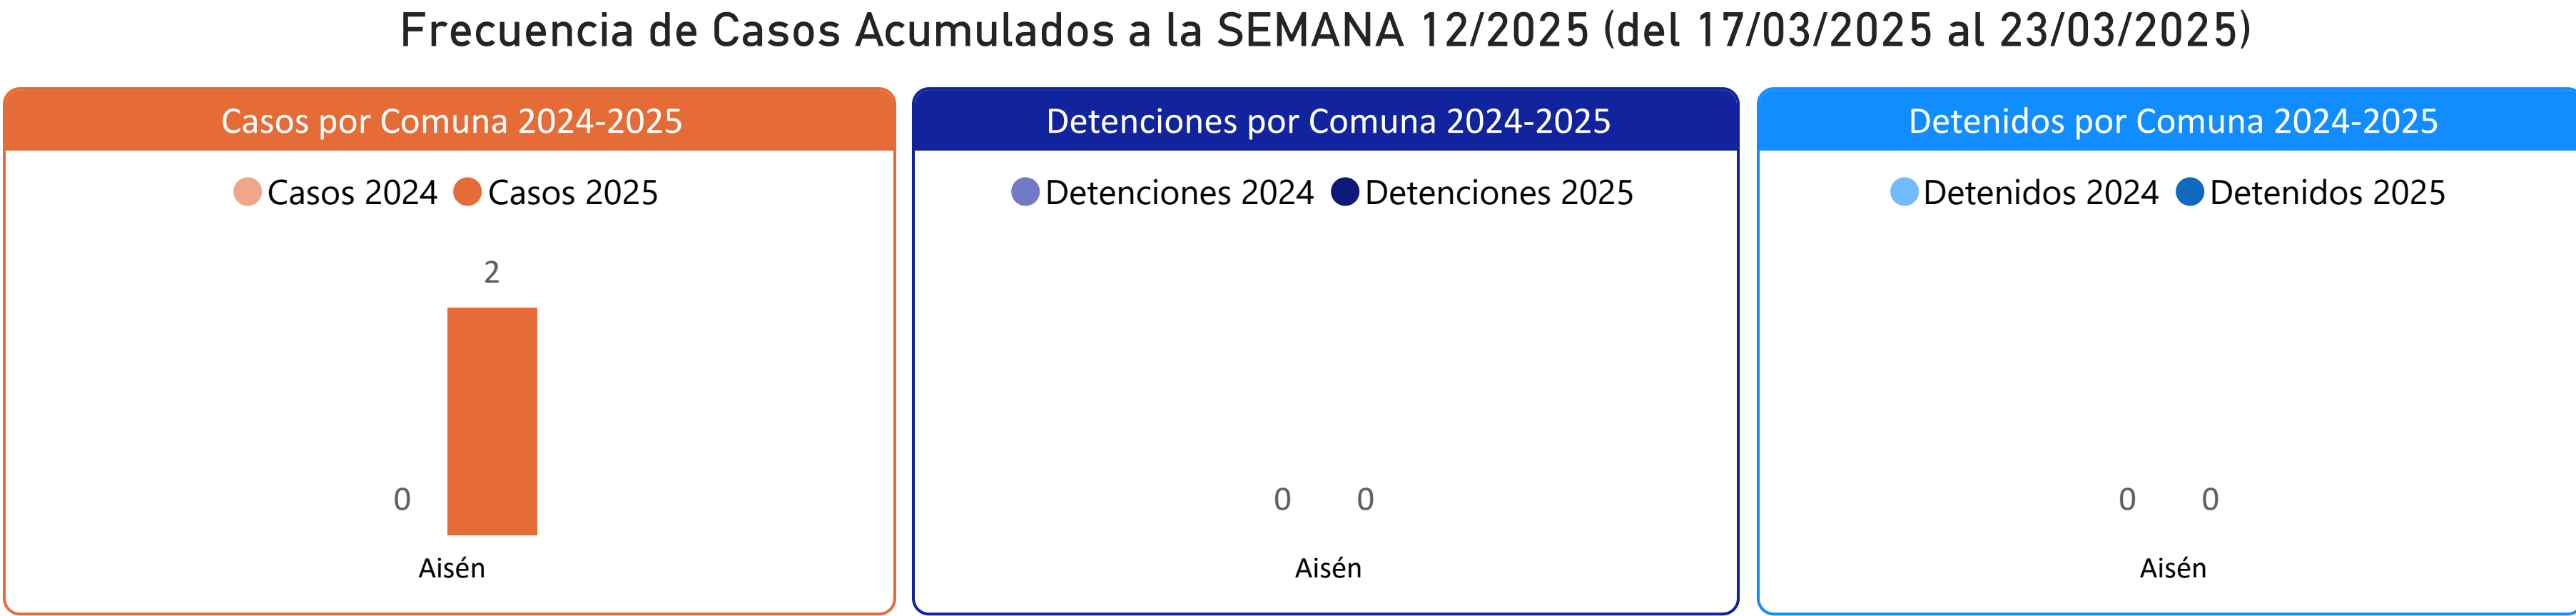 Frecuencia de Casos Acumulados a la SEMANA 12/2025 (del 17/03/2025 al 23/03/2025)
Casos por Comuna 2024-2025
Casos 2024 Casos 2025
2
0
Aisén
Detenciones por Comuna 2024-2025
Detenciones 2024 Detenciones 2025
0 0
Aisén
Detenidos por Comuna 2024-2025
Detenidos 2024 Detenidos 2025
0 0
Aisén